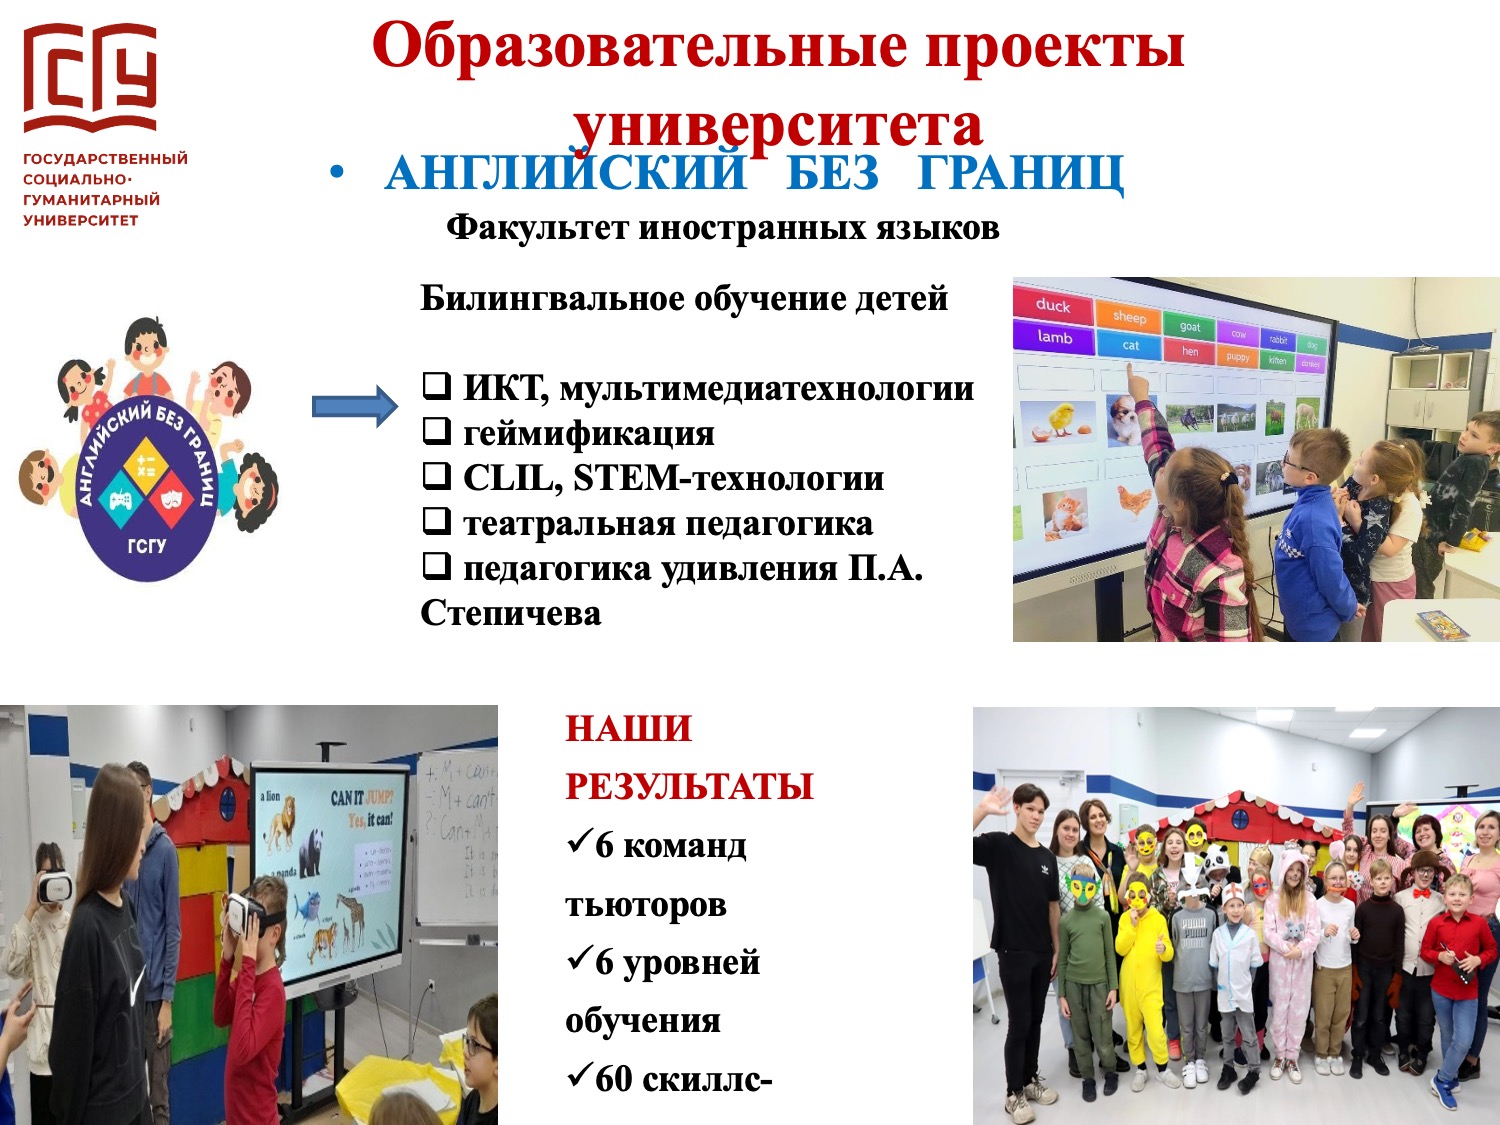 Образовательные проекты
университета
ГСГУ
ГОСУДАРСТВЕННЫЙ
СОЦИАЛЬНО-
ГУМАНИТАРНЫЙ
УНИВЕРСИТЕТ
• АНГЛИЙСКИЙ БЕЗ ГРАНИЦ
Факультет иностранных языков
Билингвальное обучение детей
❑ ИКТ, мультимедиатехнологии
❑ геймификация
❑ CLIL, STEM-технологии
❑ театральная педагогика
❑ педагогика удивления П.А.
Степичева
АНГЛИЙСКИЙ БЕЗ ГРАНИЦ
ГСГУ
duck sheep goat cow rabbit dog
lamb cat hen puppy kitten
НАШИ
РЕЗУЛЬТАТЫ
✓6 команд
тьюторов
✓6 уровней
обучения
✓60 скиллс-
a lion
CAN IT JUMP?
Yes, it can!
a panda